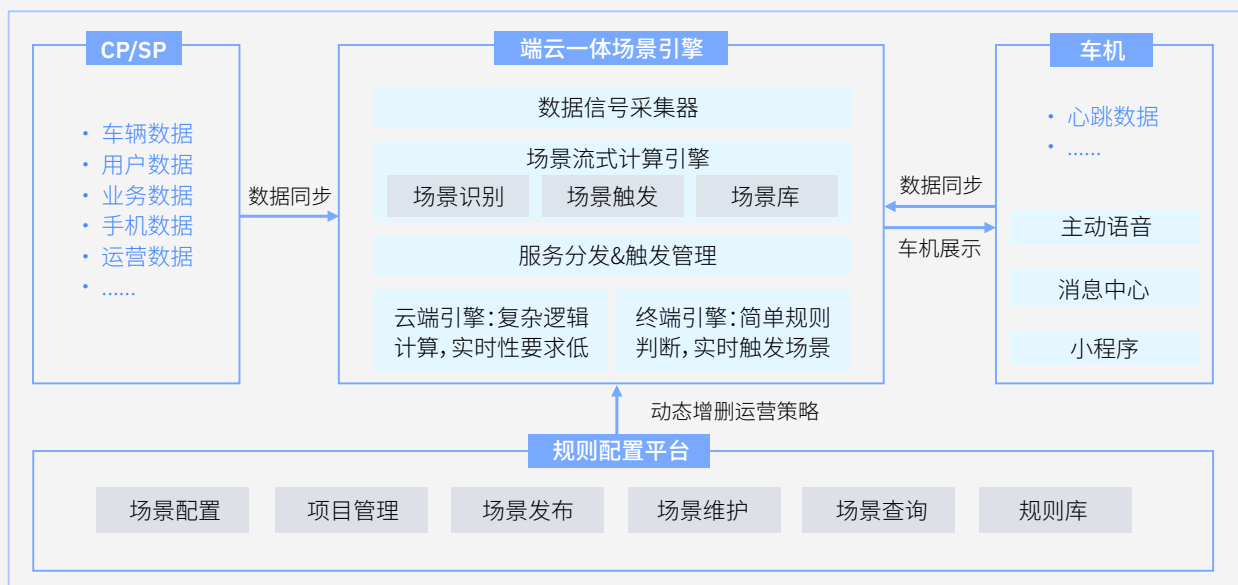 CP/SP
· 车辆数据
· 用户数据
· 业务数据
· 手机数据
· 运营数据
· ......
数据同步
端云一体场景引擎
数据信号采集器
场景流式计算引擎
场景识别
场景触发
场景库
服务分发&触发管理
云端引擎：复杂逻辑
计算，实时性要求低
终端引擎：简单规则
判断，实时触发场景
数据同步
车机展示
车机
· 心跳数据
· ......
主动语音
消息中心
小程序
动态增删运营策略
规则配置平台
场景配置
项目管理
场景发布
场景维护
场景查询
规则库